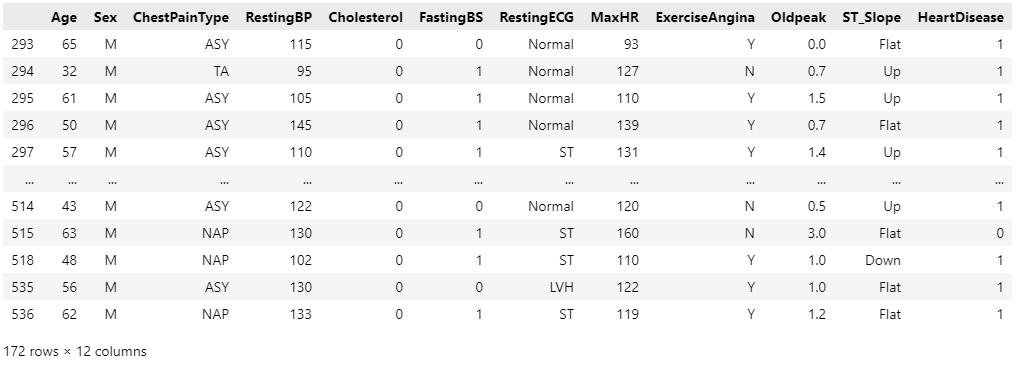 Age Sex ChestPainType RestingBP Cholesterol FastingBS RestingECG MaxHR ExerciseAngina Oldpeak ST_Slope HeartDisease
293 65 M ASY 115 0 0 Normal 93 Y 0.0 Flat 1
294 32 M TA 95 0 1 Normal 127 N 0.7 Up 1
295 61 M ASY 105 0 1 Normal 110 Y 1.5 Up 1
296 50 M ASY 145 0 1 Normal 139 Y 0.7 Flat 1
297 57 M ASY 110 0 1 ST 131 Y 1.4 Up 1
... ... ... ... ... ... ... ... ... ... ... ... ...
514 43 M ASY 122 0 0 Normal 120 N 0.5 Up 1
515 63 M NAP 130 0 1 ST 160 N 3.0 Flat 0
518 48 M NAP 102 0 1 ST 110 Y 1.0 Down 1
535 56 M ASY 130 0 0 LVH 122 Y 1.0 Flat 1
536 62 M NAP 133 0 1 ST 119 Y 1.2 Flat 1
172 rows × 12 columns